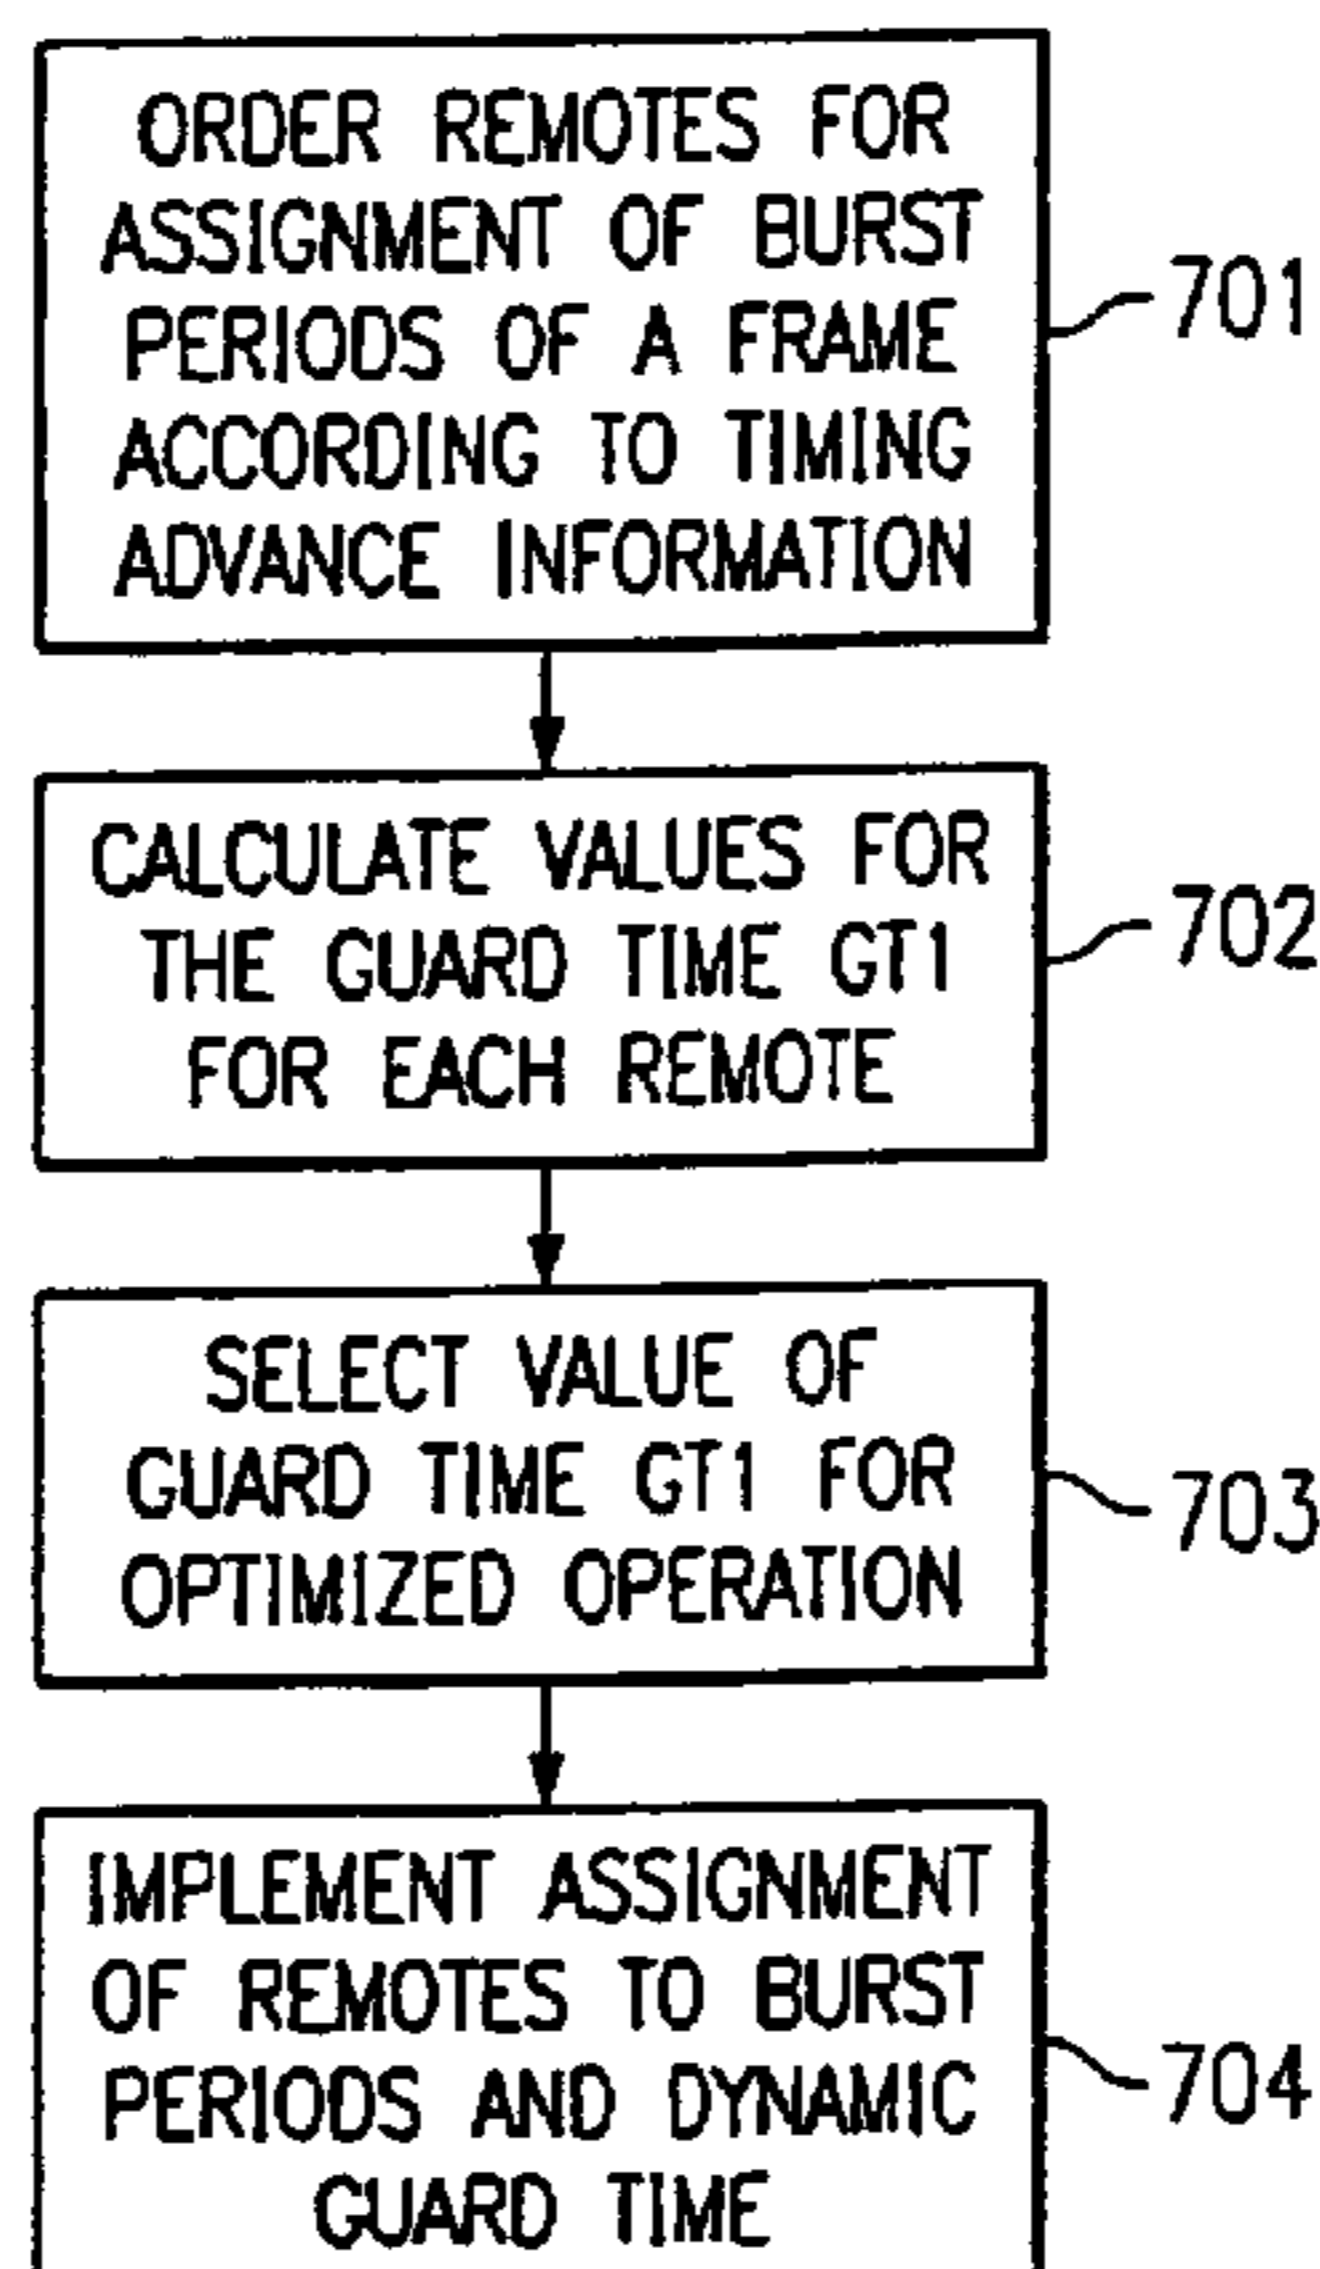 ORDER REMOTES FOR
ASSIGNMENT OF BURST
PERIODS OF A FRAME
ACCORDING TO TIMING
ADVANCE INFORMATION
701
CALCULATE VALUES FOR
THE GUARD TIME GT1
FOR EACH REMOTE
702
SELECT VALUE OF
GUARD TIME GT1 FOR
OPTIMIZED OPERATION
703
IMPLEMENT ASSIGNMENT
OF REMOTES TO BURST
PERIODS AND DYNAMIC
GUARD TIME
704